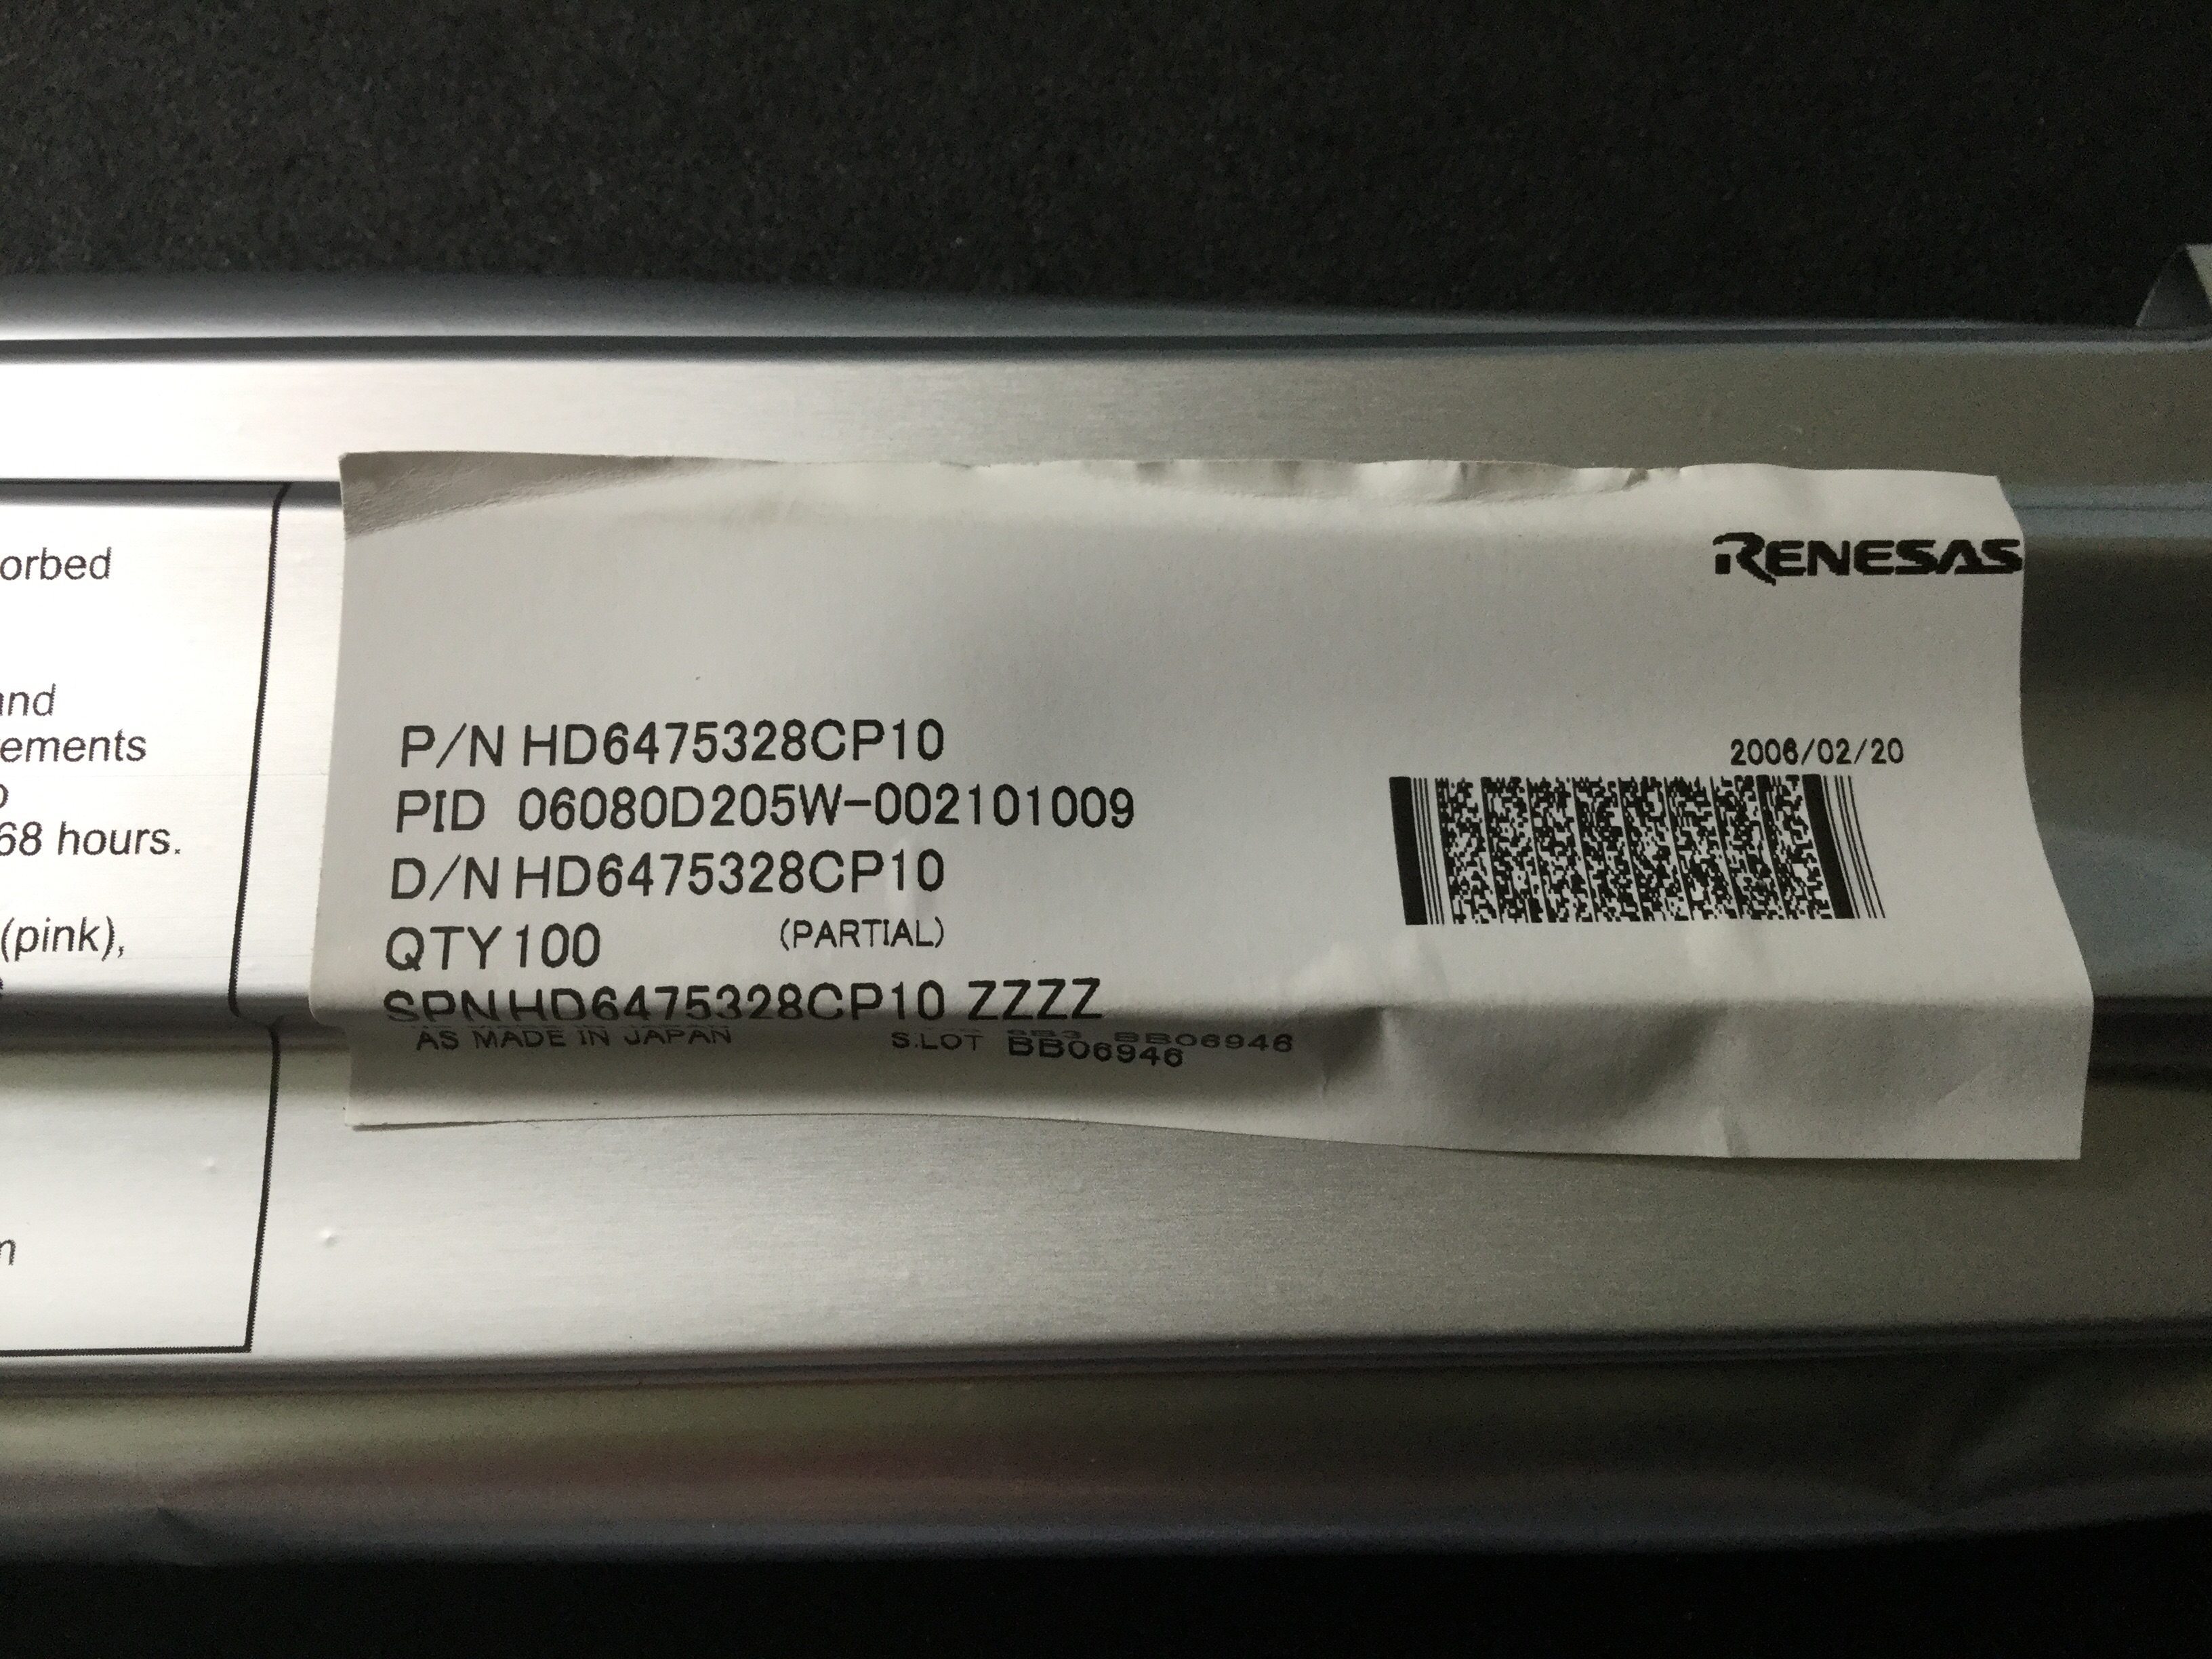 orbed
and
ements
68 hours.
(pink),
RENESAS
P/N HD6475328CP10
2006/02/20
PID 06080D205W-002101009
D/N HD6475328CP10
QTY 100 (PARTIAL)
SPN HD6475328CP10 ZZZZ
AS MADE IN JAPAN S.LOT BB06946
BB06946